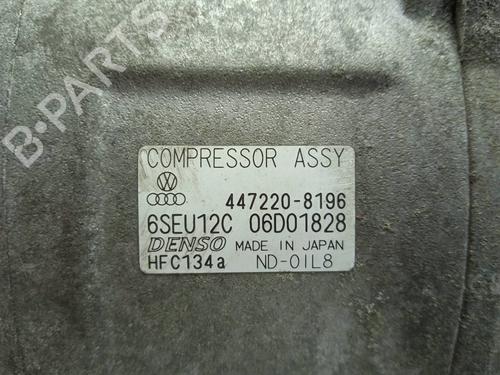 B-PARTS
COMPRESSOR ASSY
447220-8196
6SEU12C 06D01828
DENSO MADE IN JAPAN
HFC134a ND-OIL8